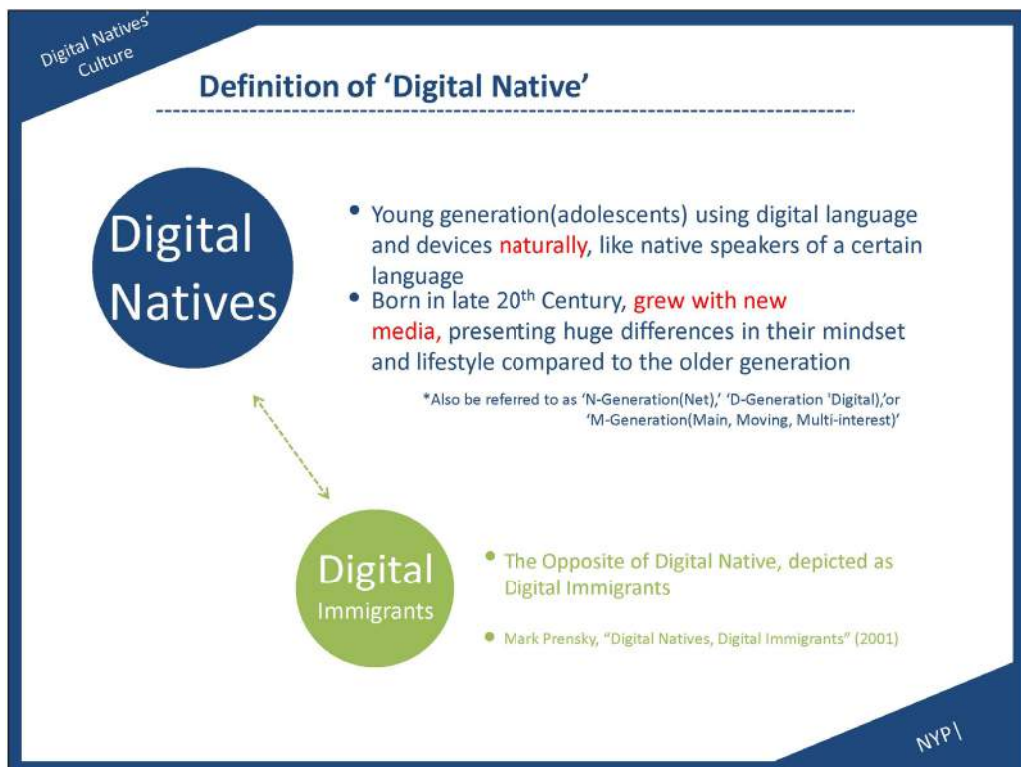 Digital Natives'
Culture
Definition of ‘Digital Native’
Digital
Natives
• Young generation(adolescents) using digital language
and devices naturally, like native speakers of a certain
language
• Born in late 20th Century, grew with new
media, presenting huge differences in their mindset
and lifestyle compared to the older generation
*Also be referred to as ‘N-Generation(Net),’ ‘D-Generation 'Digital),’or
‘M-Generation(Main, Moving, Multi-interest)’
Digital
Immigrants
• The Opposite of Digital Native, depicted as
Digital Immigrants
• Mark Prensky, “Digital Natives, Digital Immigrants” (2001)
NYP|